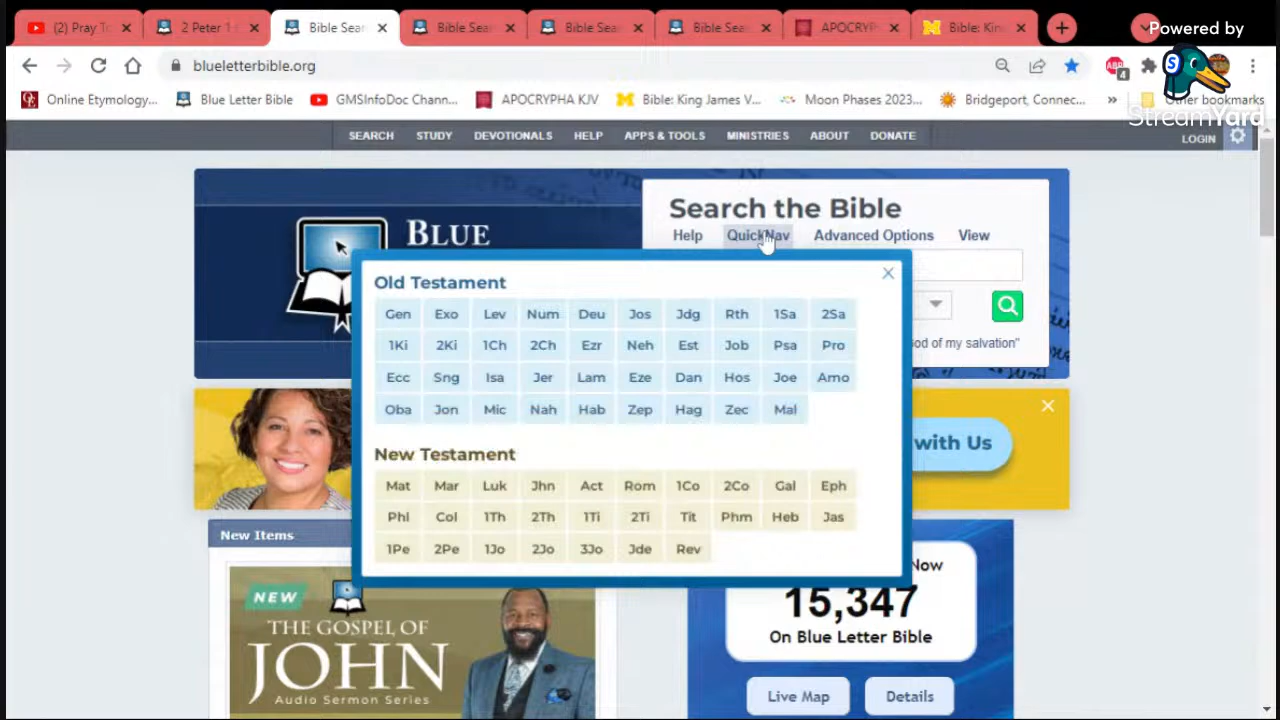 (2) Pray T
2 Peter 1
Bible Sear
Bible Sea
Bible Sea
Bible Sea
APOCRYP
Bible: Kin
Powered by
blueletterbible.org
4
S
Online Etymology...
Blue Letter Bible
GMSInfoDoc Chann...
APOCRYPHA KJV
Bible: King James V...
Moon Phases 2023...
Bridgeport, Connec...
»
Other bookmarks
StreamYard
SEARCH STUDY DEVOTIONALS HELP APPS & TOOLS MINISTRIES ABOUT DONATE
LOGIN
BLUE
Search the Bible
Help QuickNav Advanced Options View
God of my salvation"
Old Testament
Gen Exo Lev Num Deu Jos Jdg Rth 1Sa 2Sa
1Ki 2Ki 1Ch 2Ch Ezr Neh Est Job Psa Pro
Ecc Sng Isa Jer Lam Eze Dan Hos Joe Amo
Oba Jon Mic Nah Hab Zep Hag Zec Mal
New Testament
Mat Mar Luk Jhn Act Rom 1Co 2Co Gal Eph
Phl Col 1Th 2Th 1Ti 2Ti Tit Phm Heb Jas
1Pe 2Pe 1Jo 2Jo 3Jo Jde Rev
with Us
New Items
NEW
THE GOSPEL OF
JOHN
Audio Sermon Series
Now
15,347
On Blue Letter Bible
Live Map
Details